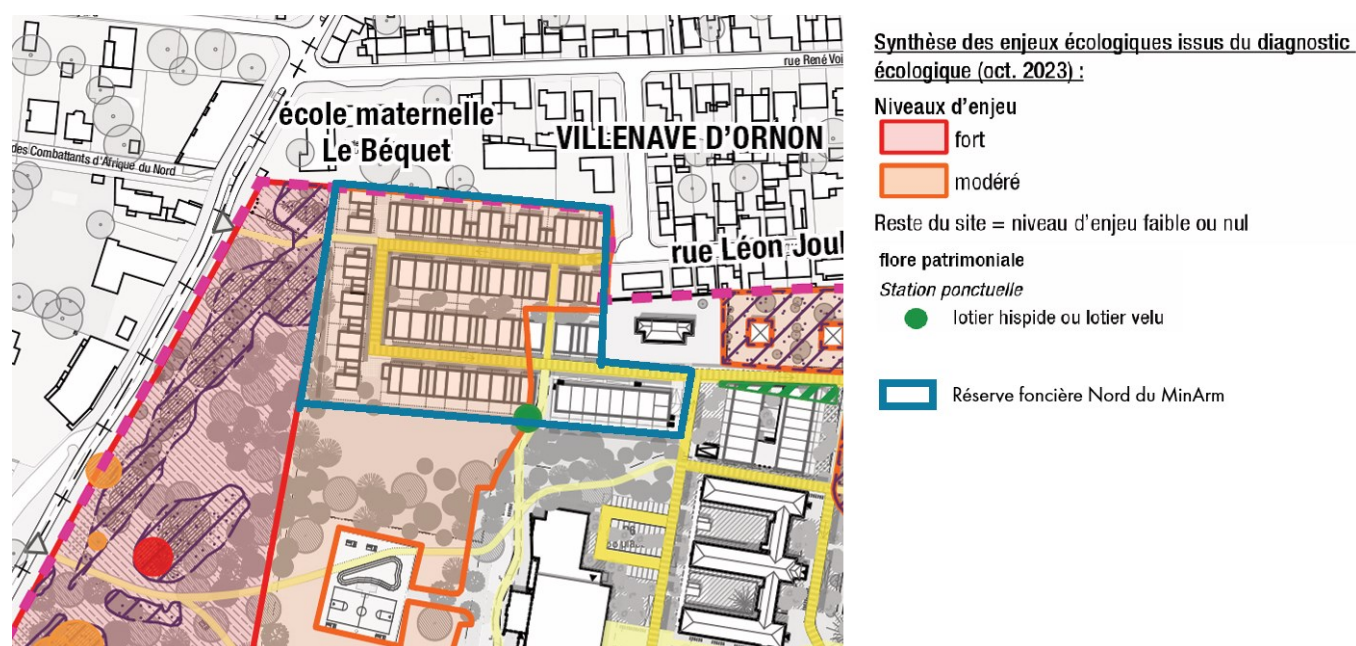 rue René Voi
école maternelle
Le Béquet
VILLENAVE D'ORNON
des Combattants d'Afrique du Nord
rue Léon Joul
Synthèse des enjeux écologiques issus du diagnostic
écologique (oct. 2023) :
Niveaux d'enjeu
fort
modéré
Reste du site = niveau d'enjeu faible ou nul
flore patrimoniale
Station ponctuelle
lotier hispide ou lotier velu
Réserve foncière Nord du MinArm